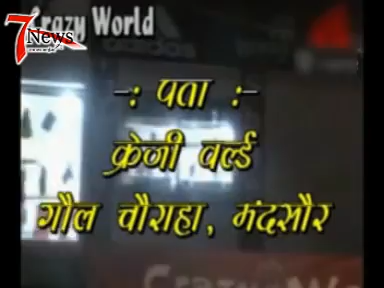 Crazy World
7 News
-: पता :-
क्रेजी वर्ल्ड
गौल चौराहा, मंदसौर